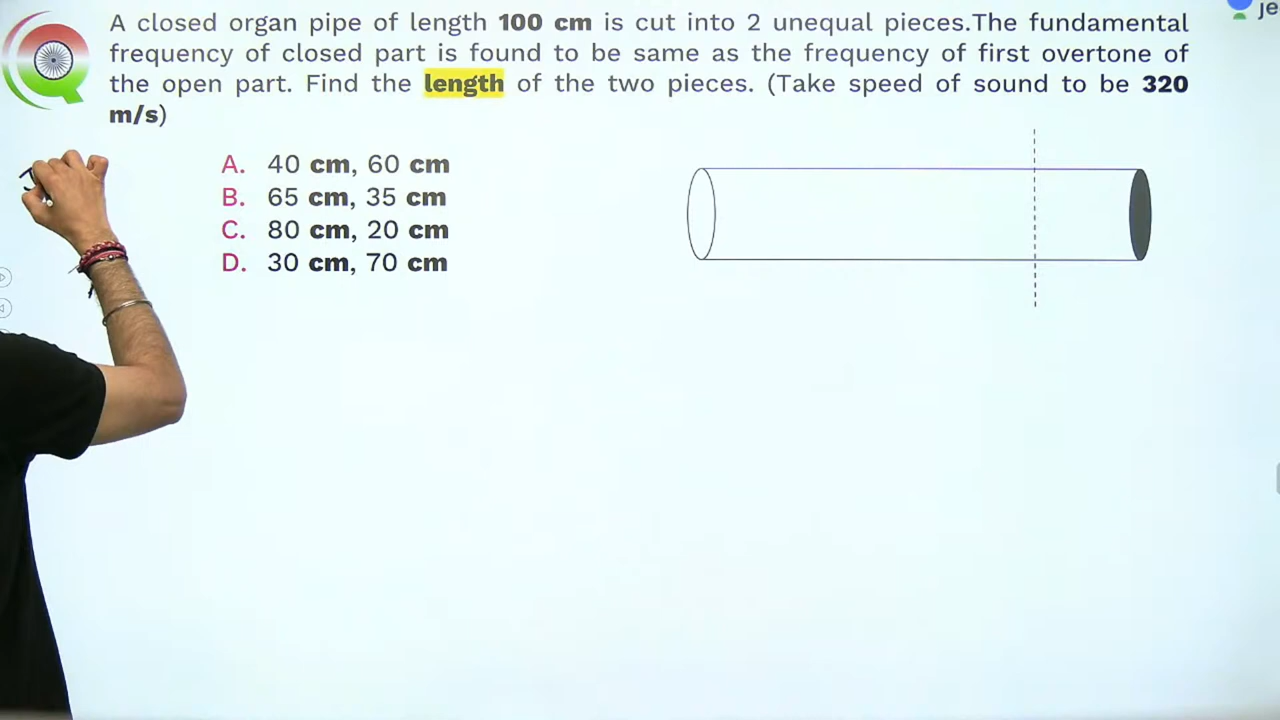 A closed organ pipe of length 100 cm is cut into 2 unequal pieces.The fundamental
frequency of closed part is found to be same as the frequency of first overtone of
the open part. Find the length of the two pieces. (Take speed of sound to be 320
m/s)
A. 40 cm, 60 cm
B. 65 cm, 35 cm
C. 80 cm, 20 cm
D. 30 cm, 70 cm
je